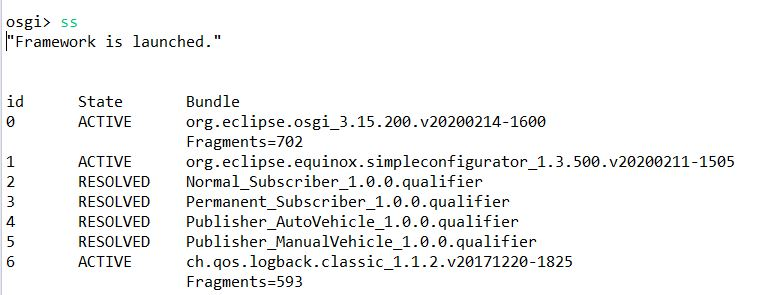 osgi> ss
"Framework is launched."
id State Bundle
0 ACTIVE org.eclipse.osgi_3.15.200.v20200214-1600
Fragments=702
1 ACTIVE org.eclipse.equinox.simpleconfigurator_1.3.500.v20200211-1505
2 RESOLVED Normal_Subscriber_1.0.0.qualifier
3 RESOLVED Permanent_Subscriber_1.0.0.qualifier
4 RESOLVED Publisher_AutoVehicle_1.0.0.qualifier
5 RESOLVED Publisher_ManualVehicle_1.0.0.qualifier
6 ACTIVE ch.qos.logback.classic_1.1.2.v20171220-1825
Fragments=593